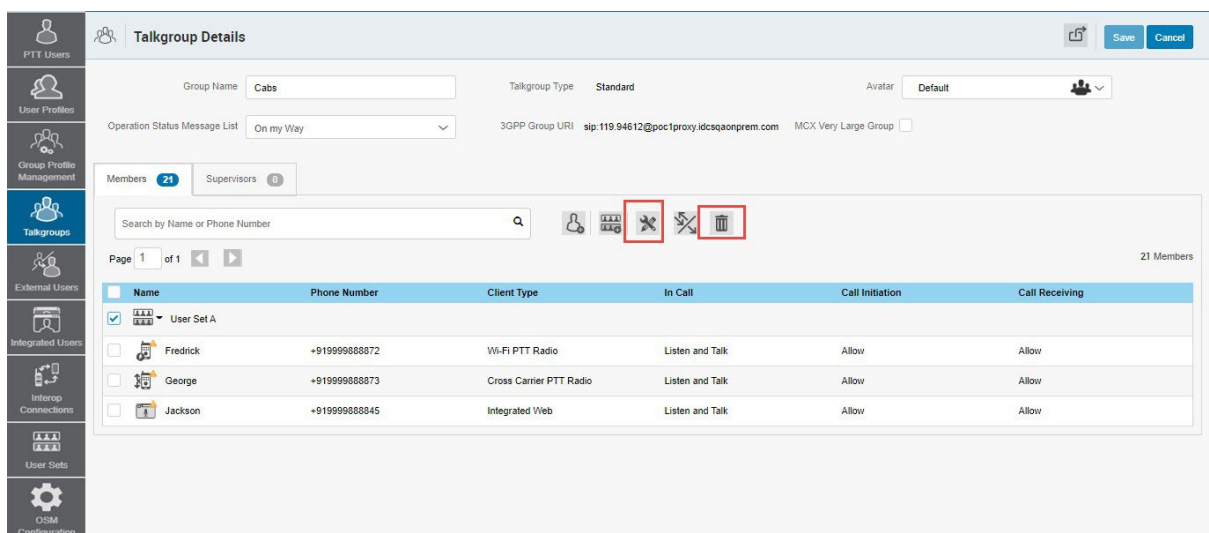 PTT Users
User Profiles
Group Profile
Management
Talkgroups
External Users
Integrated Users
Interop
Connections
User Sets
OSM
Configuration
Talkgroup Details
Save Cancel
Group Name Cabs Talkgroup Type Standard Avatar Default
Operation Status Message List On my Way 3GPP Group URI sip:119.94612@poc1proxy.idcsqaonprem.com MCX Very Large Group
Members 21 Supervisors 0
Search by Name or Phone Number
Page 1 of 1 21 Members
Name Phone Number Client Type In Call Call Initiation Call Receiving
User Set A
Fredrick +919999888872 Wi-Fi PTT Radio Listen and Talk Allow Allow
George +919999888873 Cross Carrier PTT Radio Listen and Talk Allow Allow
Jackson +919999888845 Integrated Web Listen and Talk Allow Allow